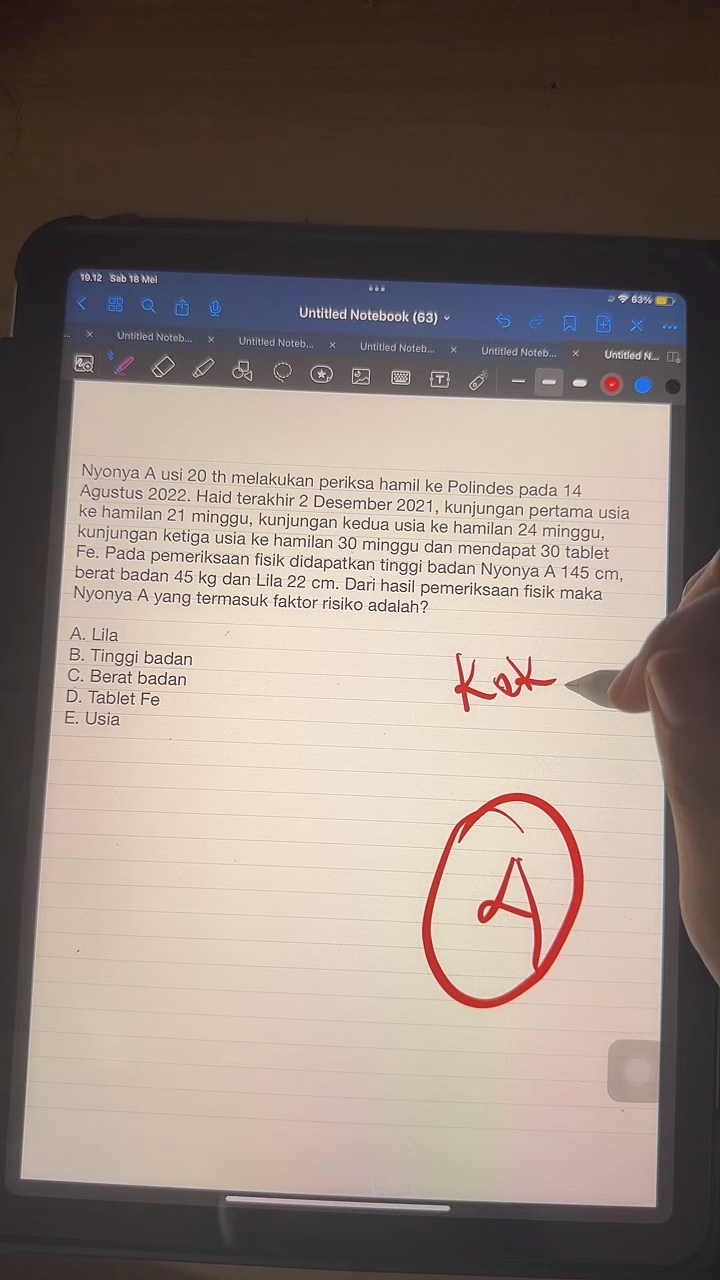 19.12 Sab 18 Mei
63%
Untitled Notebook (63)
Untitled Noteb...
Untitled Noteb...
Untitled Noteb...
Untitled Noteb...
Untitled N...
Nyonya A usi 20 th melakukan periksa hamil ke Polindes pada 14
Agustus 2022. Haid terakhir 2 Desember 2021, kunjungan pertama usia
ke hamilan 21 minggu, kunjungan kedua usia ke hamilan 24 minggu,
kunjungan ketiga usia ke hamilan 30 minggu dan mendapat 30 tablet
Fe. Pada pemeriksaan fisik didapatkan tinggi badan Nyonya A 145 cm,
berat badan 45 kg dan Lila 22 cm. Dari hasil pemeriksaan fisik maka
Nyonya A yang termasuk faktor risiko adalah?
A. Lila
B. Tinggi badan
C. Berat badan
D. Tablet Fe
E. Usia
KeK
A